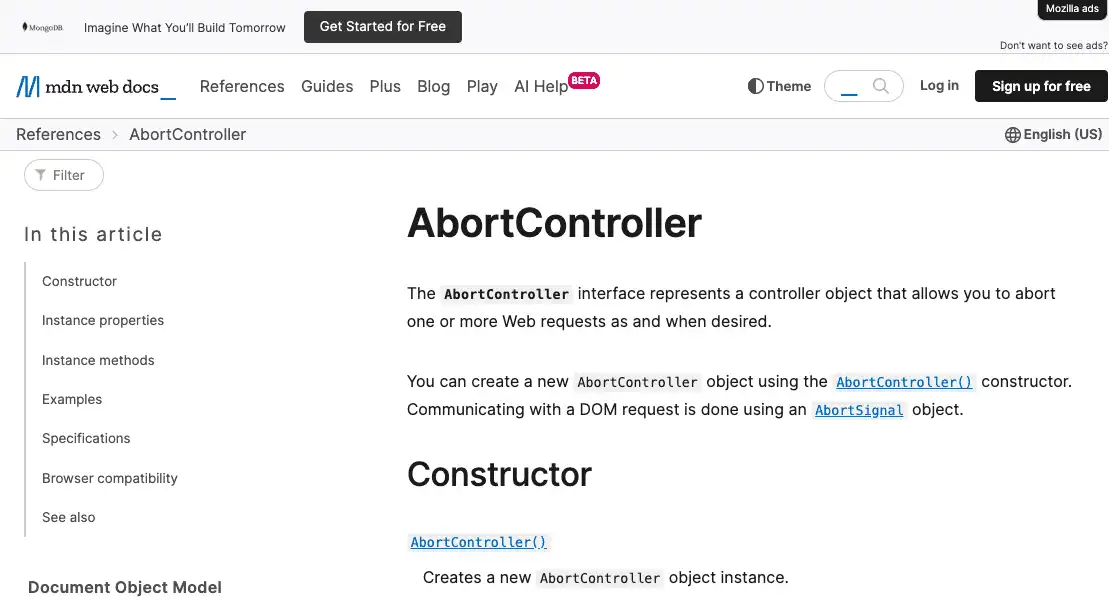 MongoDB. Imagine What You'll Build Tomorrow Get Started for Free Mozilla ads
Don't want to see ads?
mdn web docs_ References Guides Plus Blog Play AI Help BETA Theme Log in Sign up for free
References > AbortController English (US)
Filter
In this article
Constructor
Instance properties
Instance methods
Examples
Specifications
Browser compatibility
See also
Document Object Model
AbortController
The AbortController interface represents a controller object that allows you to abort
one or more Web requests as and when desired.
You can create a new AbortController object using the AbortController() constructor.
Communicating with a DOM request is done using an AbortSignal object.
Constructor
AbortController()
Creates a new AbortController object instance.